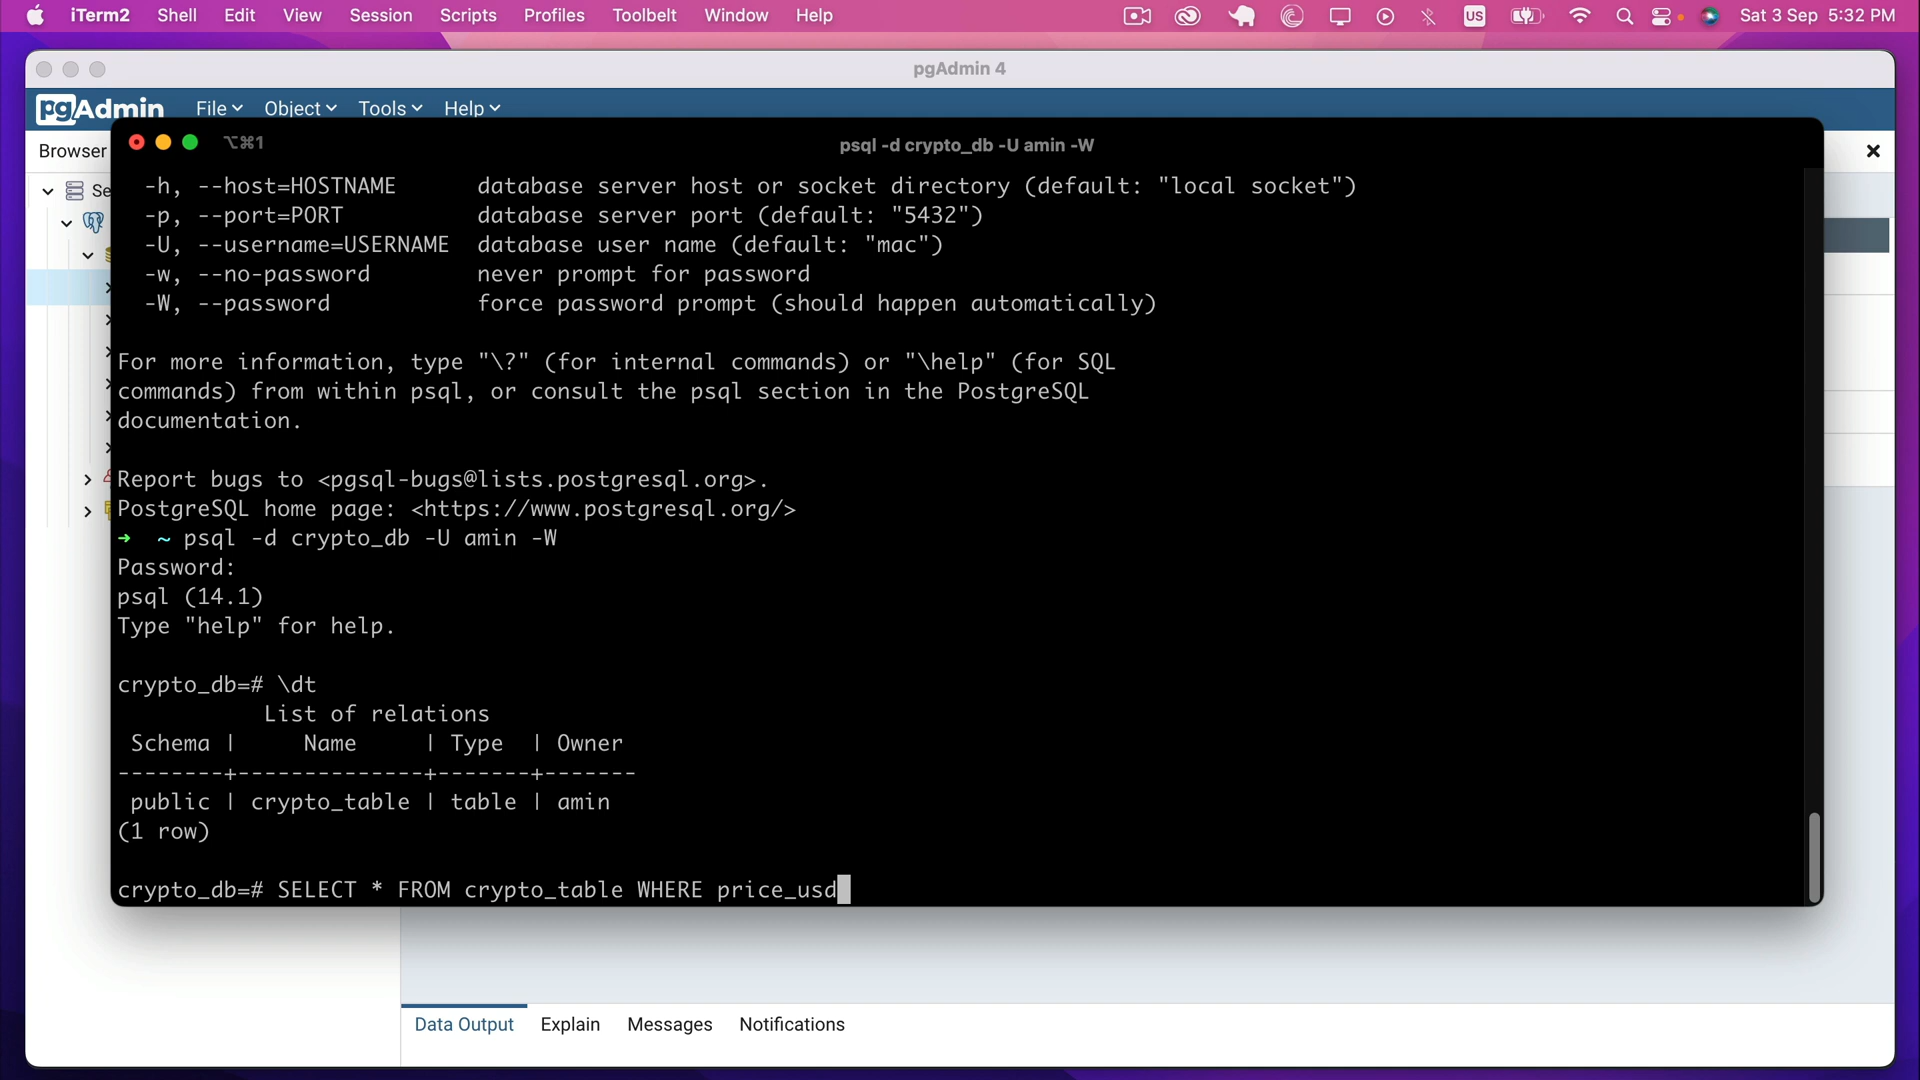 iTerm2 Shell Edit View Session Scripts Profiles Toolbelt Window Help US Sat 3 Sep 5:32 PM
pgAdmin 4
pgAdmin File Object Tools Help
Browser
Se
⌥⌘1 psql -d crypto_db -U amin -W
-h, --host=HOSTNAME database server host or socket directory (default: "local socket")
-p, --port=PORT database server port (default: "5432")
-U, --username=USERNAME database user name (default: "mac")
-w, --no-password never prompt for password
-W, --password force password prompt (should happen automatically)
For more information, type "\?" (for internal commands) or "\help" (for SQL
commands) from within psql, or consult the psql section in the PostgreSQL
documentation.
Report bugs to <pgsql-bugs@lists.postgresql.org>.
PostgreSQL home page: <https://www.postgresql.org/>
➜ ~ psql -d crypto_db -U amin -W
Password:
psql (14.1)
Type "help" for help.
crypto_db=# \dt
List of relations
Schema | Name | Type | Owner
--------+--------------+-------+-------
public | crypto_table | table | amin
(1 row)
crypto_db=# SELECT * FROM crypto_table WHERE price_usd
Data Output Explain Messages Notifications